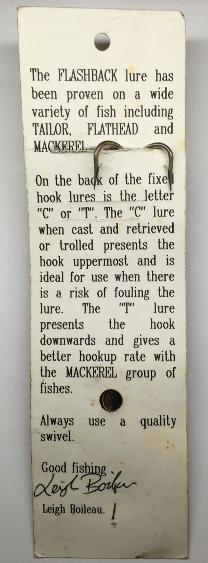 The FLASHBACK lure has
been proven on a wide
variety of fish including
TAILOR, FLATHEAD and
MACKEREL.
On the back of the fixed
hook lures is the letter
"C" or "T". The "C" lure
when cast and retrieved
or trolled presents the
hook uppermost and is
ideal for use when there
is a risk of fouling the
lure. The "T" lure
presents the hook
downwards and gives a
better hookup rate with
the MACKEREL group of
fishes.
Always use a quality
swivel.
Good fishing
Leigh Boileau
Leigh Boileau.